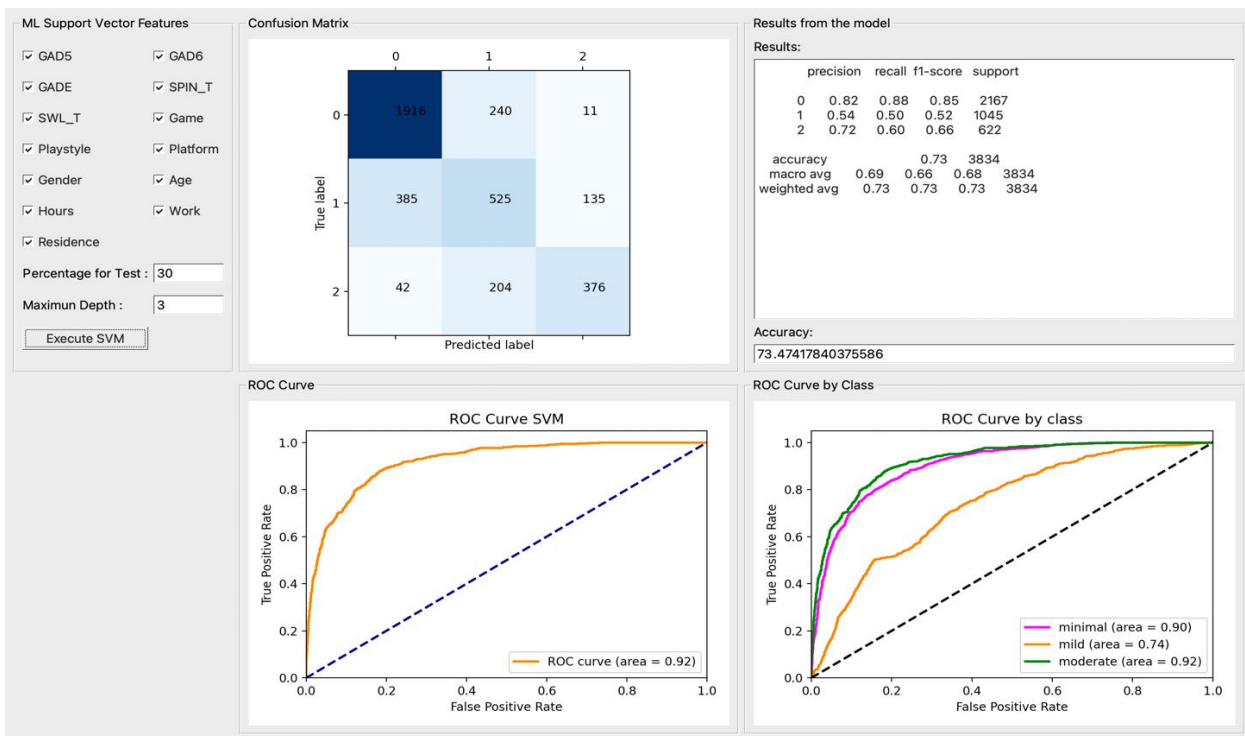 ML Support Vector Features
GAD5 GAD6
GADE SPIN_T
SWL_T Game
Playstyle Platform
Gender Age
Hours Work
Residence
Percentage for Test : 30
Maximun Depth : 3
Execute SVM
Confusion Matrix
0 1 2
True label
0 1916 240 11
1 385 525 135
2 42 204 376
Predicted label
Results from the model
Results:
precision recall f1-score support
0 0.82 0.88 0.85 2167
1 0.54 0.50 0.52 1045
2 0.72 0.60 0.66 622
accuracy 0.73 3834
macro avg 0.69 0.66 0.68 3834
weighted avg 0.73 0.73 0.73 3834
Accuracy:
73.47417840375586
ROC Curve
ROC Curve SVM
True Positive Rate
1.0
0.8
0.6
0.4
0.2
0.0
ROC curve (area = 0.92)
0.0 0.2 0.4 0.6 0.8 1.0
False Positive Rate
ROC Curve by Class
ROC Curve by class
True Positive Rate
1.0
0.8
0.6
0.4
0.2
0.0
minimal (area = 0.90)
mild (area = 0.74)
moderate (area = 0.92)
0.0 0.2 0.4 0.6 0.8 1.0
False Positive Rate